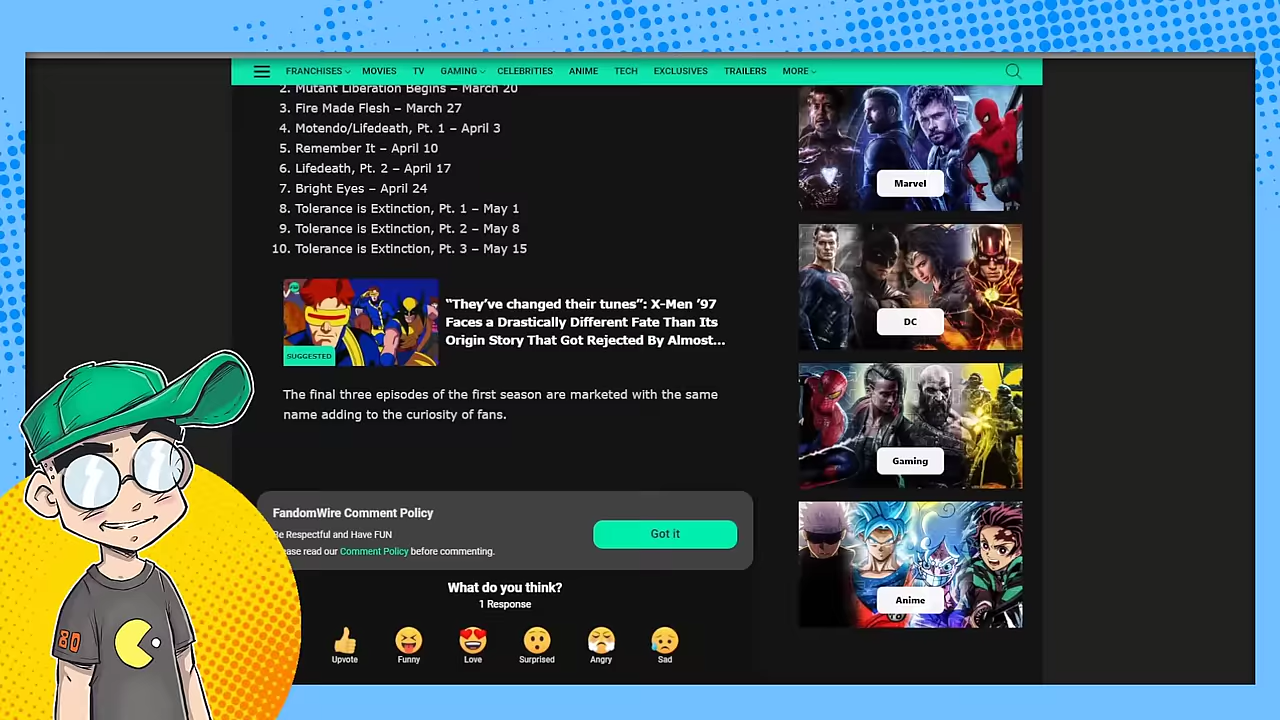 FRANCHISES MOVIES TV GAMING CELEBRITIES ANIME TECH EXCLUSIVES TRAILERS MORE
2. Mutant Liberation Begins – March 20
3. Fire Made Flesh – March 27
4. Motendo/Lifedeath, Pt. 1 – April 3
5. Remember It – April 10
6. Lifedeath, Pt. 2 – April 17
7. Bright Eyes – April 24
8. Tolerance is Extinction, Pt. 1 – May 1
9. Tolerance is Extinction, Pt. 2 – May 8
10. Tolerance is Extinction, Pt. 3 – May 15
SUGGESTED
“They’ve changed their tunes”: X-Men ’97
Faces a Drastically Different Fate Than Its
Origin Story That Got Rejected By Almost...
The final three episodes of the first season are marketed with the same
name adding to the curiosity of fans.
FandomWire Comment Policy
Be Respectful and Have FUN
ase read our Comment Policy before commenting.
Got it
What do you think?
1 Response
Upvote Funny Love Surprised Angry Sad
Marvel
DC
Gaming
Anime
80